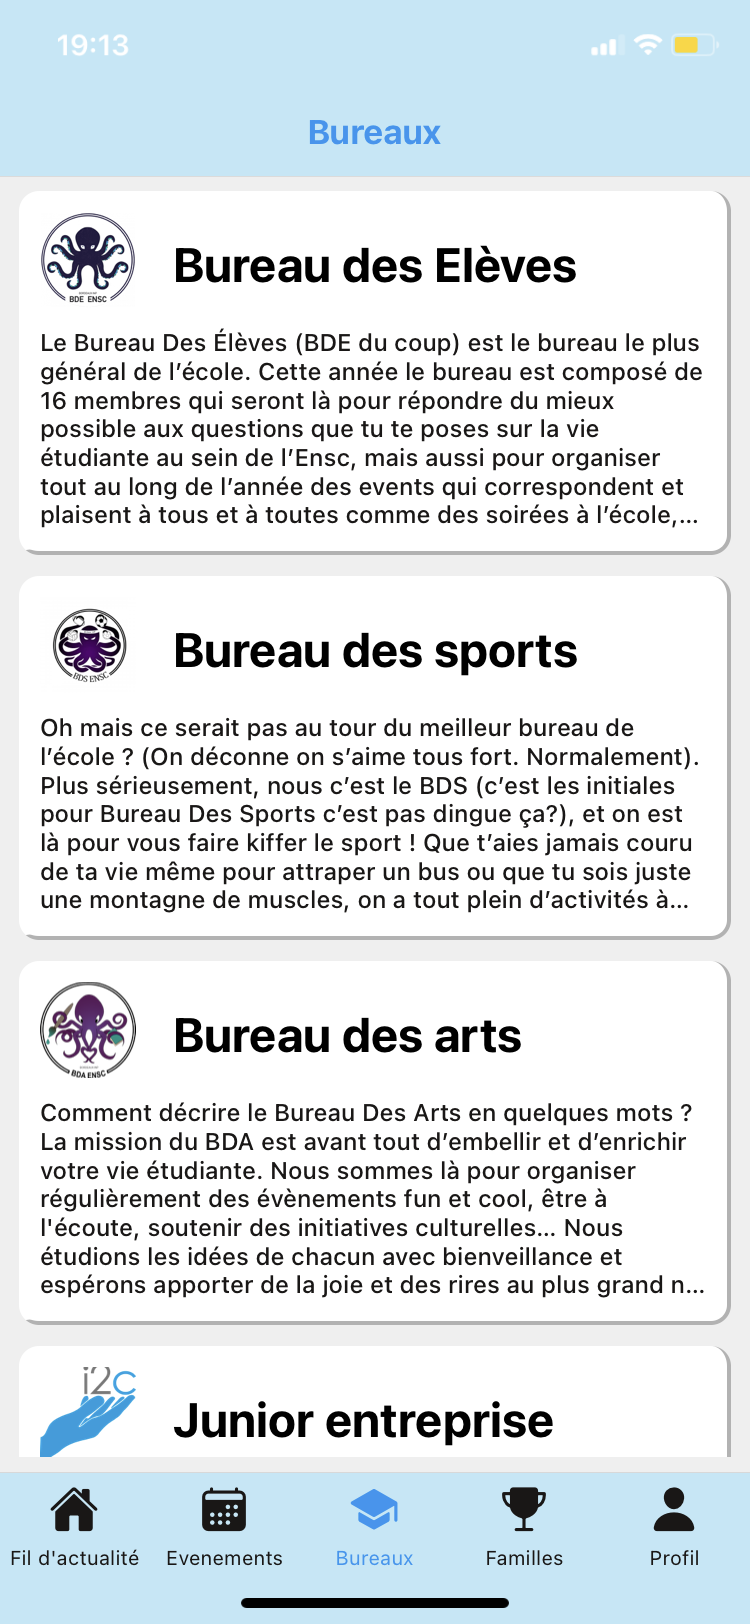 19:13
Bureaux
BDE ENSC
Bureau des Elèves
Le Bureau Des Élèves (BDE du coup) est le bureau le plus
général de l’école. Cette année le bureau est composé de
16 membres qui seront là pour répondre du mieux
possible aux questions que tu te poses sur la vie
étudiante au sein de l’Ensc, mais aussi pour organiser
tout au long de l’année des events qui correspondent et
plaisent à tous et à toutes comme des soirées à l’école,...
BDS ENSC
Bureau des sports
Oh mais ce serait pas au tour du meilleur bureau de
l’école ? (On déconne on s’aime tous fort. Normalement).
Plus sérieusement, nous c’est le BDS (c’est les initiales
pour Bureau Des Sports c’est pas dingue ça?), et on est
là pour vous faire kiffer le sport ! Que t’aies jamais couru
de ta vie même pour attraper un bus ou que tu sois juste
une montagne de muscles, on a tout plein d’activités à...
BDA ENSC
Bureau des arts
Comment décrire le Bureau Des Arts en quelques mots ?
La mission du BDA est avant tout d’embellir et d’enrichir
votre vie étudiante. Nous sommes là pour organiser
régulièrement des évènements fun et cool, être à
l'écoute, soutenir des initiatives culturelles... Nous
étudions les idées de chacun avec bienveillance et
espérons apporter de la joie et des rires au plus grand n...
i2c
Junior entreprise
Fil d'actualité
Evenements
Bureaux
Familles
Profil